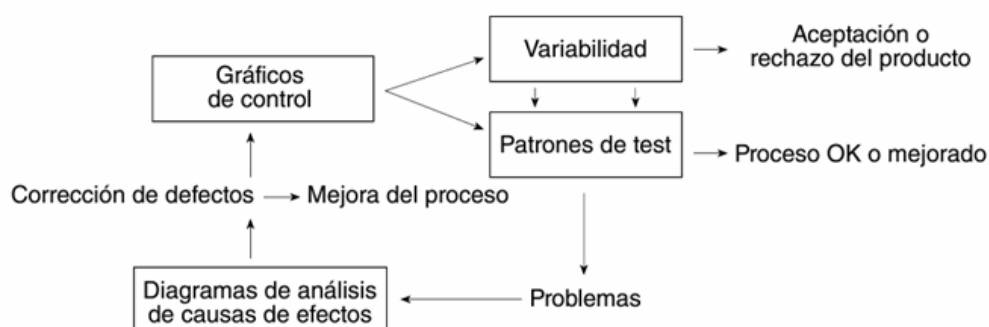 Variabilidad
Aceptación o
rechazo del producto
Gráficos
de control
Patrones de test
Proceso OK o mejorado
Corrección de defectos
Mejora del proceso
Diagramas de análisis
de causas de efectos
Problemas